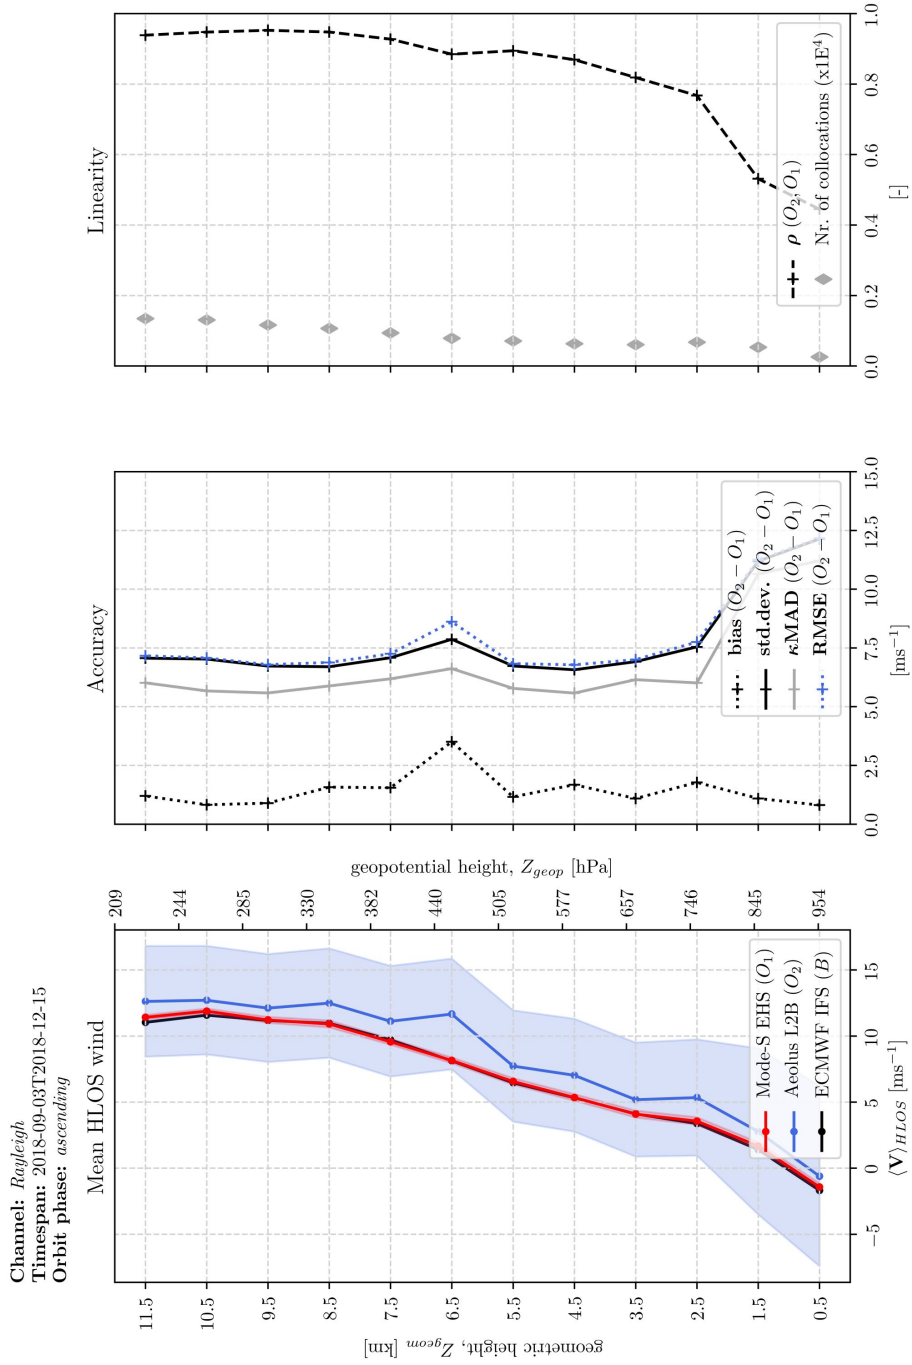 Channel: Rayleigh
Timespan: 2018-09-03T2018-12-15
Orbit phase: ascending
Mean HLOS wind
geometric height, Z_geom [km]
11.5
10.5
9.5
8.5
7.5
6.5
5.5
4.5
3.5
2.5
1.5
0.5
−5
0
5
10
15
⟨V⟩_HLOS [ms⁻¹]
Mode-S EHS (O₁)
Aeolus L2B (O₂)
ECMWF IFS (B)
209
244
285
330
382
440
505
577
657
746
845
954
geopotential height, Z_geop [hPa]
Accuracy
bias (O₂ − O₁)
std.dev. (O₂ − O₁)
κMAD (O₂ − O₁)
RMSE (O₂ − O₁)
0.0
2.5
5.0
7.5
10.0
12.5
15.0
[ms⁻¹]
Linearity
ρ (O₂, O₁)
Nr. of collocations (x1E⁴)
0.0
0.2
0.4
0.6
0.8
1.0
[-]